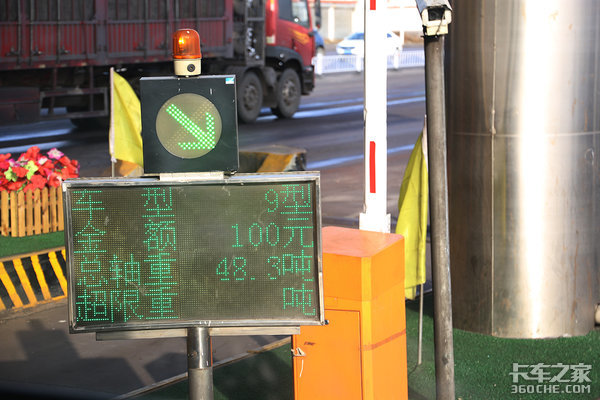 车 型 9型
金 额 100元
总轴重 48.3吨
超限重 吨
卡车之家
360CHE.COM